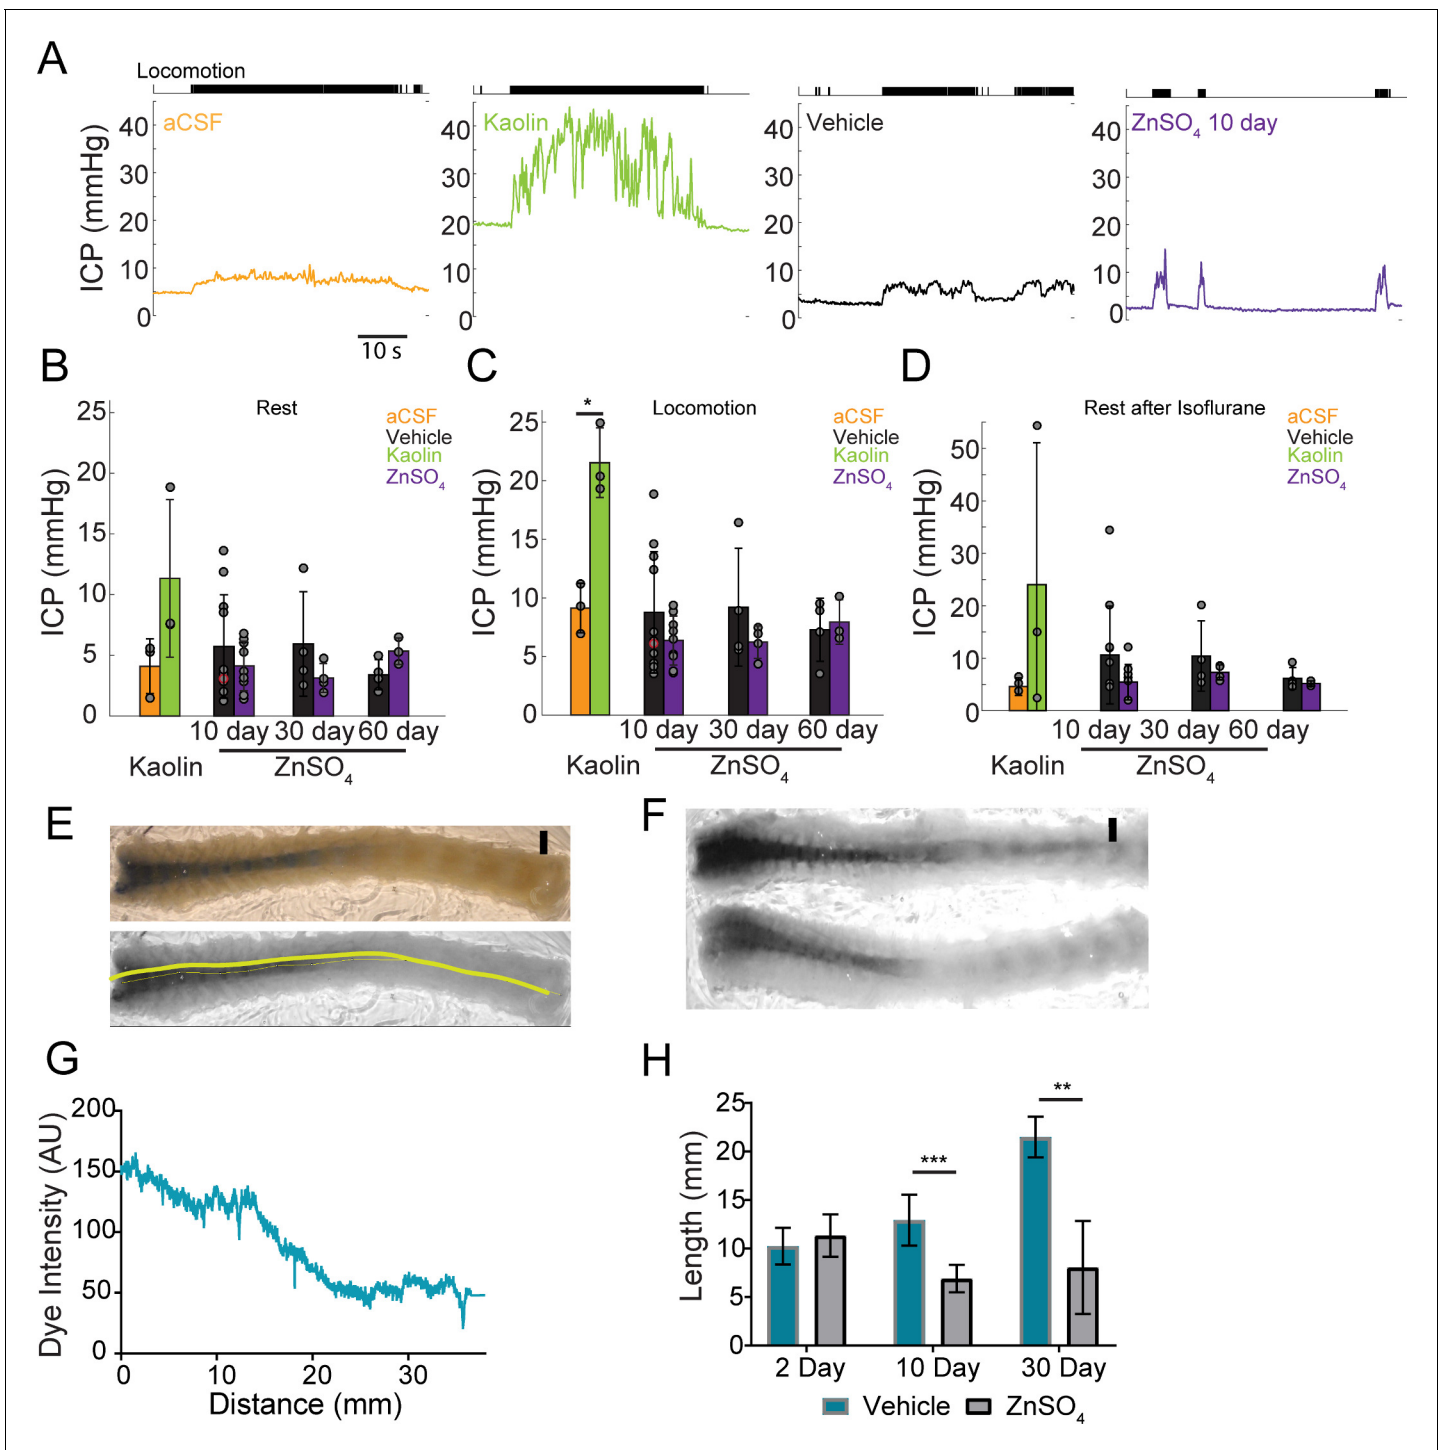 A
Locomotion
aCSF
Kaolin
Vehicle
ZnSO4 10 day
ICP (mmHg)
40
30
20
10
0
40
30
20
10
0
40
30
20
10
0
40
30
20
10
0
10 s
B
Rest
aCSF
Vehicle
Kaolin
ZnSO4
ICP (mmHg)
25
20
15
10
5
0
10 day 30 day 60 day
Kaolin
ZnSO4
C
*
Locomotion
aCSF
Vehicle
Kaolin
ZnSO4
ICP (mmHg)
25
20
15
10
5
0
10 day 30 day 60 day
Kaolin
ZnSO4
D
Rest after Isoflurane
aCSF
Vehicle
Kaolin
ZnSO4
ICP (mmHg)
50
40
30
20
10
0
10 day 30 day 60 day
Kaolin
ZnSO4
E
F
G
Dye Intensity (AU)
200
150
100
50
0
0 10 20 30
Distance (mm)
H
Length (mm)
25
20
15
10
5
0
***
**
2 Day 10 Day 30 Day
Vehicle ZnSO4